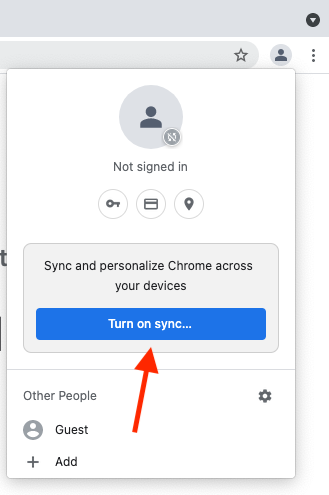 Not signed in
Sync and personalize Chrome across
your devices
Turn on sync...
Other People
Guest
Add